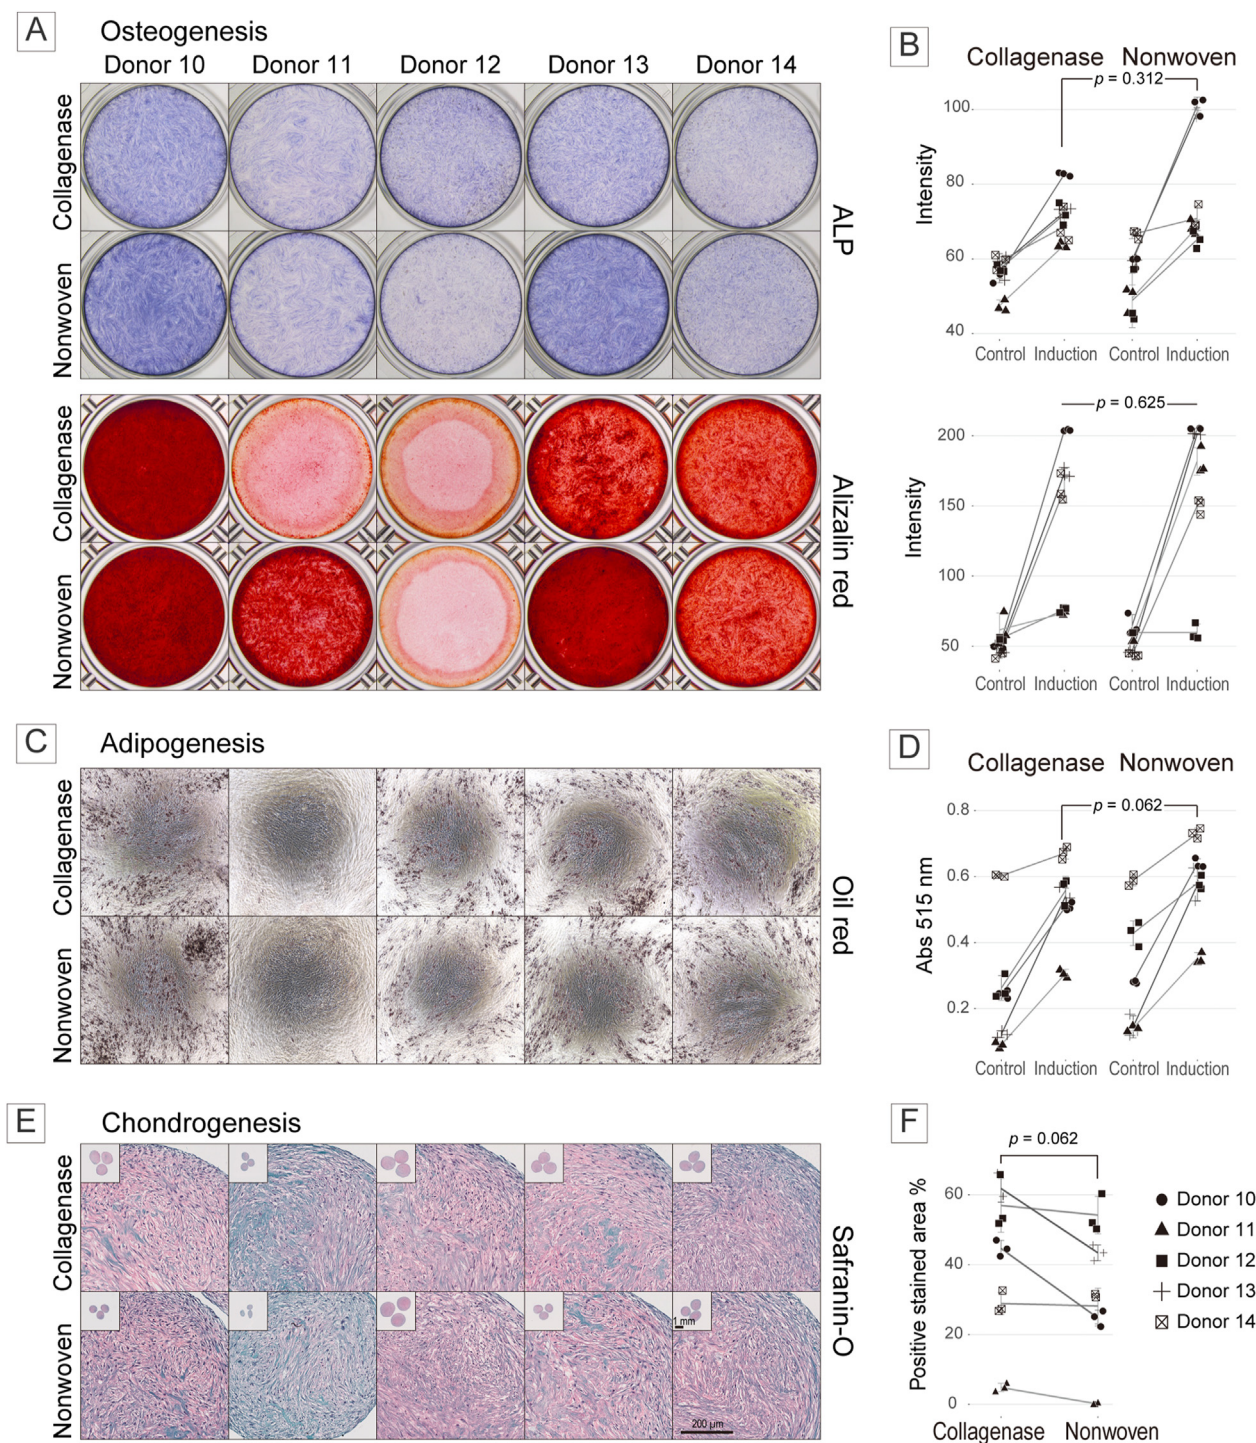 A
Osteogenesis
Donor 10
Donor 11
Donor 12
Donor 13
Donor 14
Collagenase
Nonwoven
ALP
Collagenase
Nonwoven
Alizalin red
B
Collagenase
Nonwoven
p = 0.312
Intensity
100
80
60
40
Control
Induction
Control
Induction
p = 0.625
Intensity
200
150
100
50
Control
Induction
Control
Induction
C
Adipogenesis
Collagenase
Nonwoven
Oil red
D
Collagenase
Nonwoven
p = 0.062
Abs 515 nm
0.8
0.6
0.4
0.2
Control
Induction
Control
Induction
E
Chondrogenesis
Collagenase
Nonwoven
1 mm
200 µm
Safranin-O
F
p = 0.062
Positive stained area %
60
40
20
0
Collagenase
Nonwoven
Donor 10
Donor 11
Donor 12
Donor 13
Donor 14